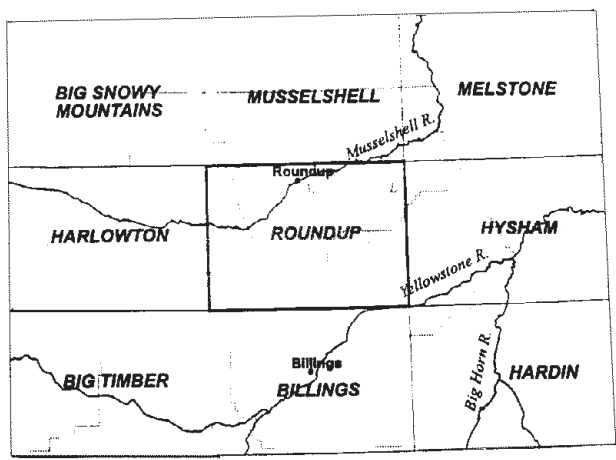 BIG SNOWY
MOUNTAINS
MUSSELSHELL
MELSTONE
Musselshell R.
Roundup
HARLOWTON
ROUNDUP
HYSHAM
Yellowstone R.
Billings
BIG TIMBER
BILLINGS
Big Horn R.
HARDIN